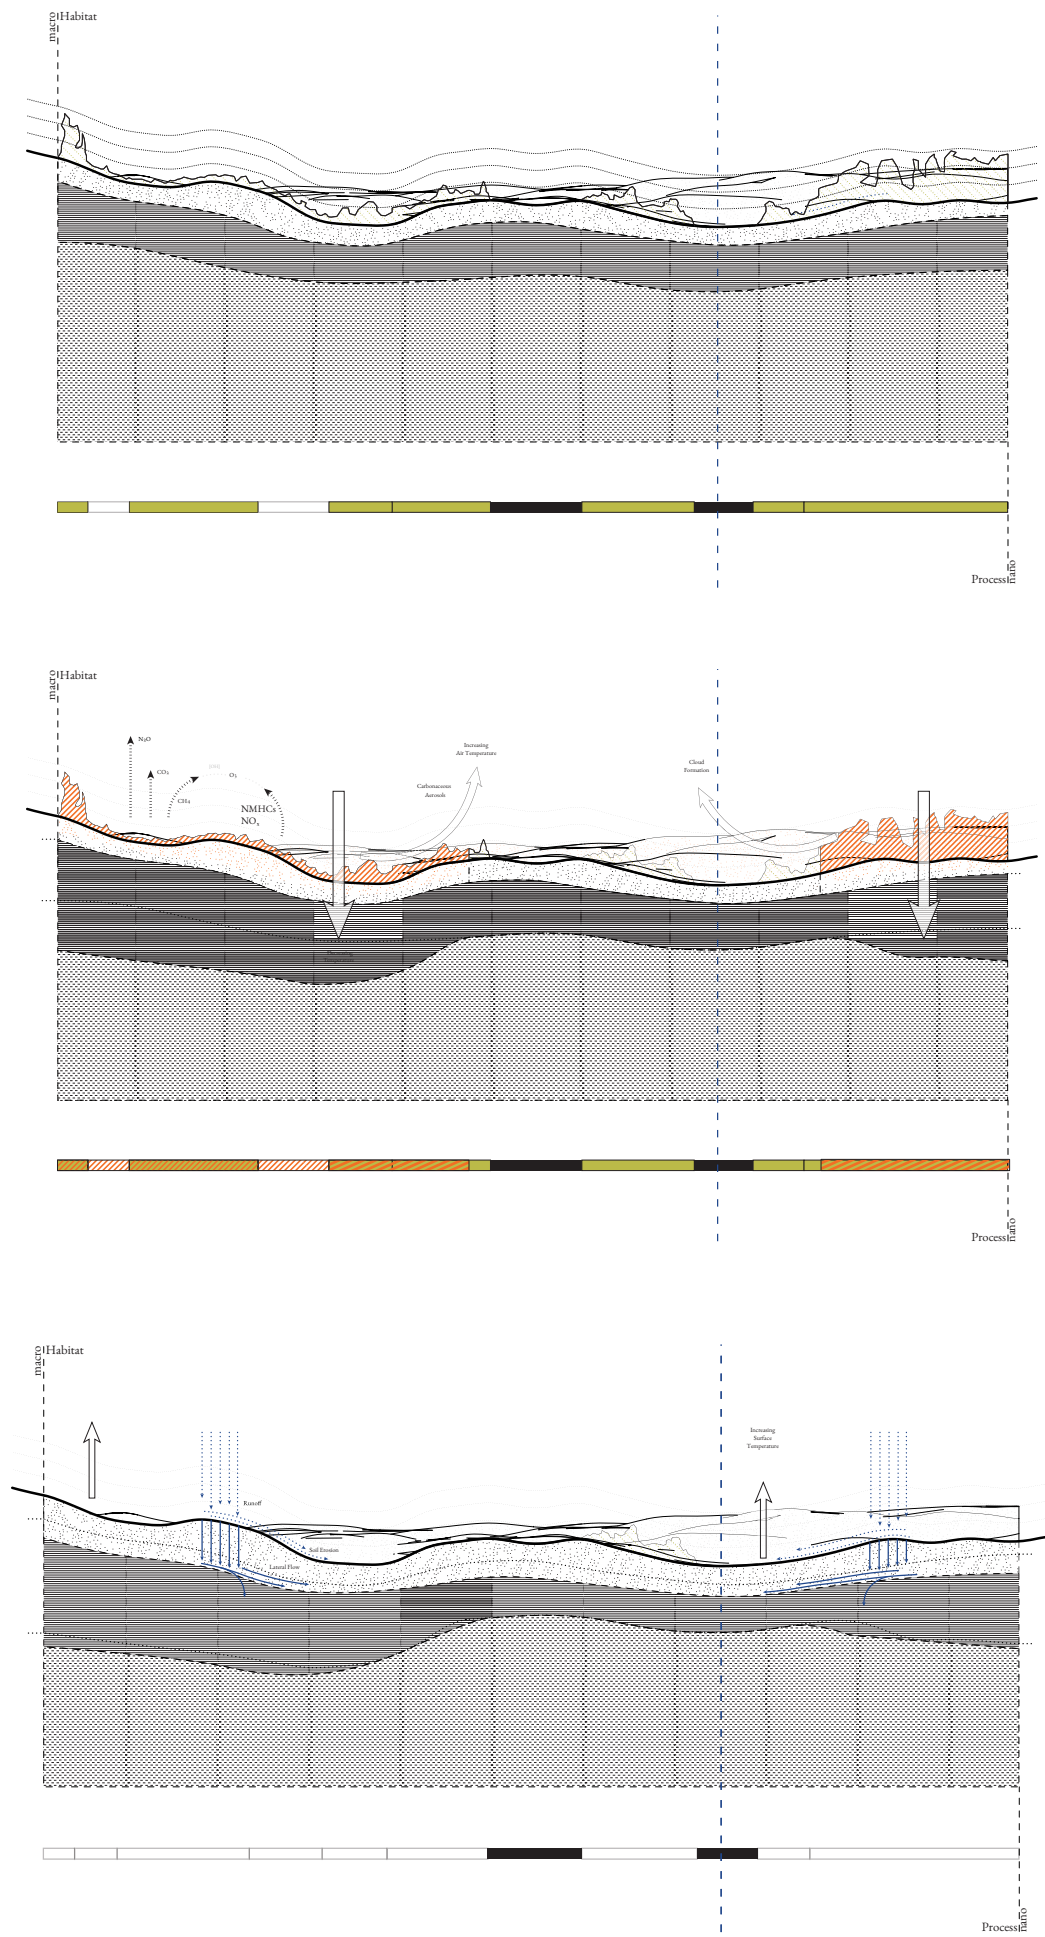 macro
Habitat
Process
nano
macro
Habitat
N₂O
CO₂
CH₄
O₃
NMHCs
NOₓ
Increasing
Air Temperature
Carbonaceous
Aerosols
Cloud
Formation
Temperature
Process
nano
macro
Habitat
Runoff
Soil Erosion
Lateral Flow
Increasing
Surface
Temperature
Process
nano